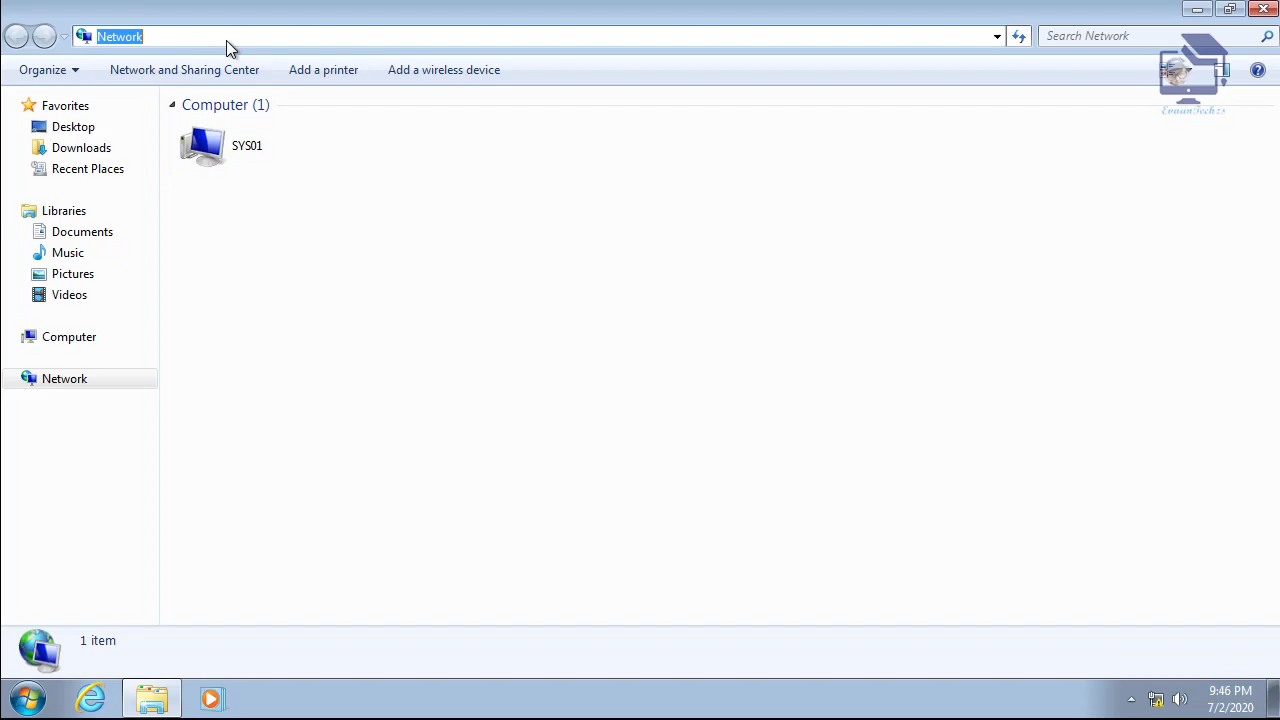 Network
Search Network
Organize
Network and Sharing Center
Add a printer
Add a wireless device
EvaanTechzs
Favorites
Desktop
Downloads
Recent Places
Libraries
Documents
Music
Pictures
Videos
Computer
Network
Computer (1)
SYS01
1 item
9:46 PM
7/2/2020